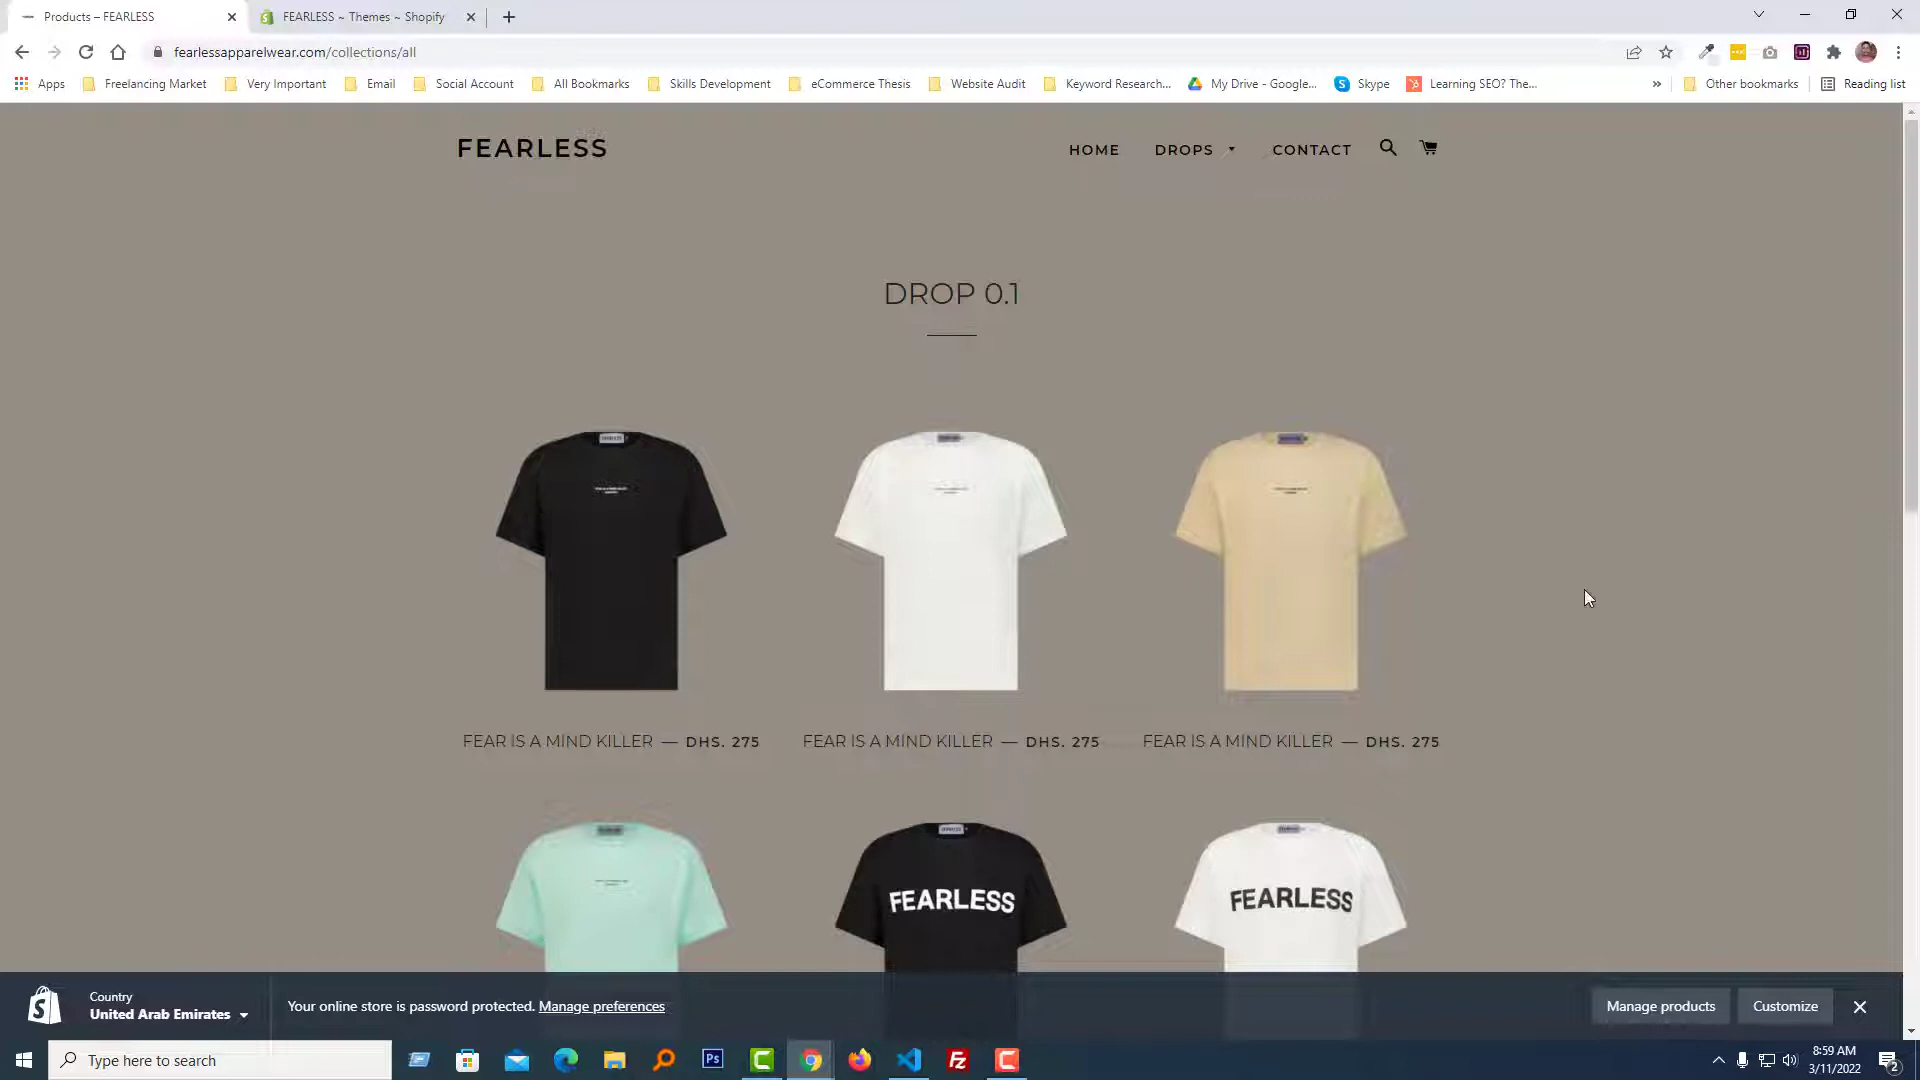 Products – FEARLESS
FEARLESS ~ Themes ~ Shopify
fearlessapparelwear.com/collections/all
Apps
Freelancing Market
Very Important
Email
Social Account
All Bookmarks
Skills Development
eCommerce Thesis
Website Audit
Keyword Research...
My Drive - Google...
Skype
Learning SEO? The...
»
Other bookmarks
Reading list
FEARLESS
HOME
DROPS
CONTACT
DROP 0.1
FEAR IS A MIND KILLER — DHS. 275
FEAR IS A MIND KILLER — DHS. 275
FEAR IS A MIND KILLER — DHS. 275
FEARLESS
FEARLESS
Country
United Arab Emirates
Your online store is password protected. Manage preferences
Manage products
Customize
Type here to search
Ps
Fz
8:59 AM
3/11/2022
2